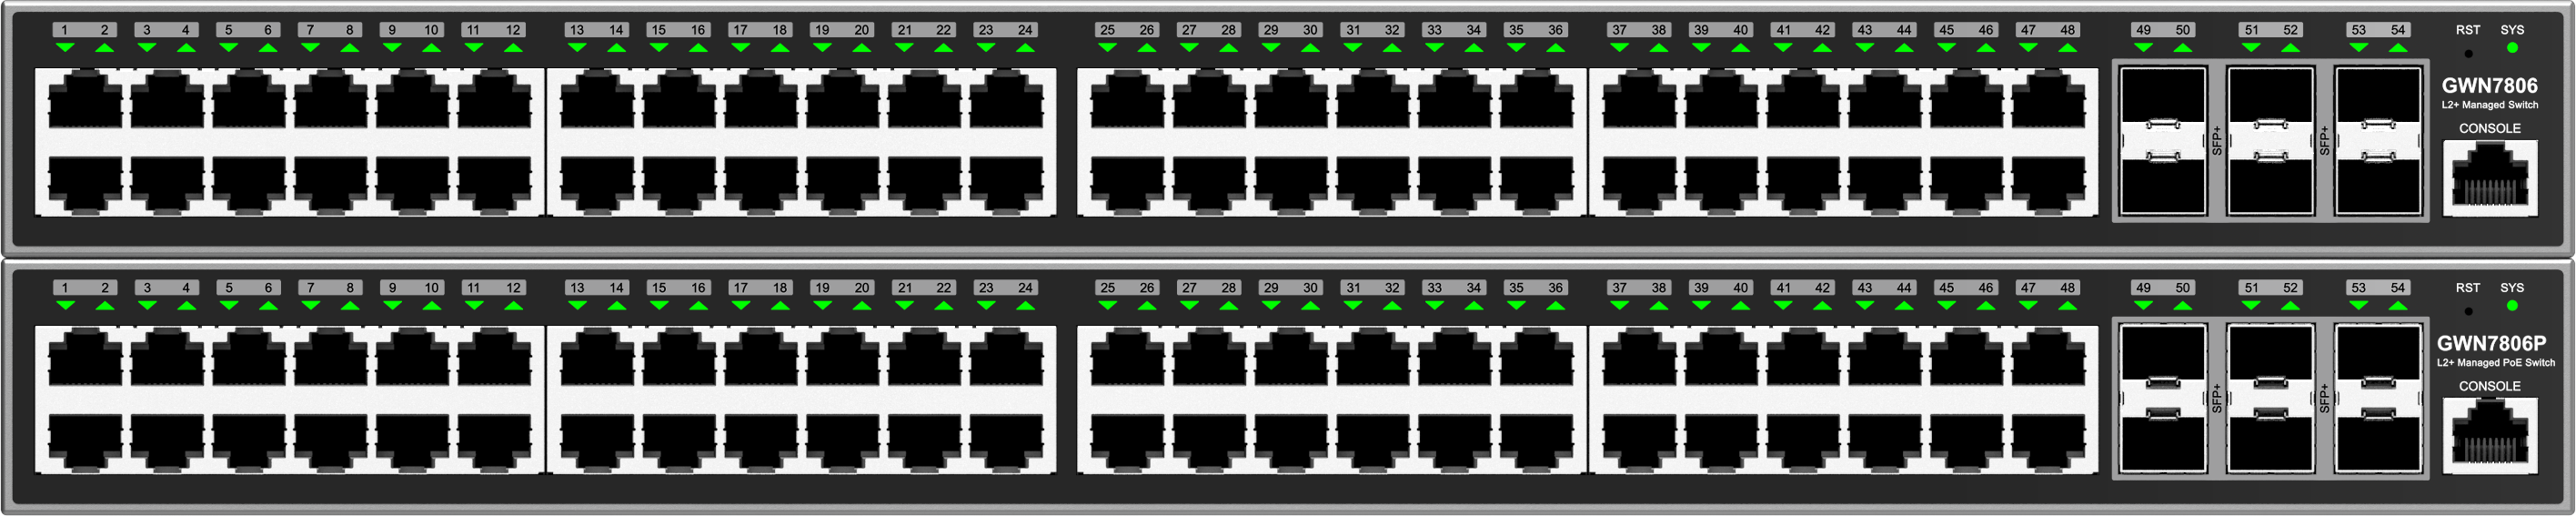 1 2 3 4 5 6 7 8 9 10 11 12 13 14 15 16 17 18 19 20 21 22 23 24 25 26 27 28 29 30 31 32 33 34 35 36 37 38 39 40 41 42 43 44 45 46 47 48 49 50 51 52 53 54 RST SYS
GWN7806
L2+ Managed Switch
CONSOLE
SFP+ SFP+
1 2 3 4 5 6 7 8 9 10 11 12 13 14 15 16 17 18 19 20 21 22 23 24 25 26 27 28 29 30 31 32 33 34 35 36 37 38 39 40 41 42 43 44 45 46 47 48 49 50 51 52 53 54 RST SYS
GWN7806P
L2+ Managed PoE Switch
CONSOLE
SFP+ SFP+